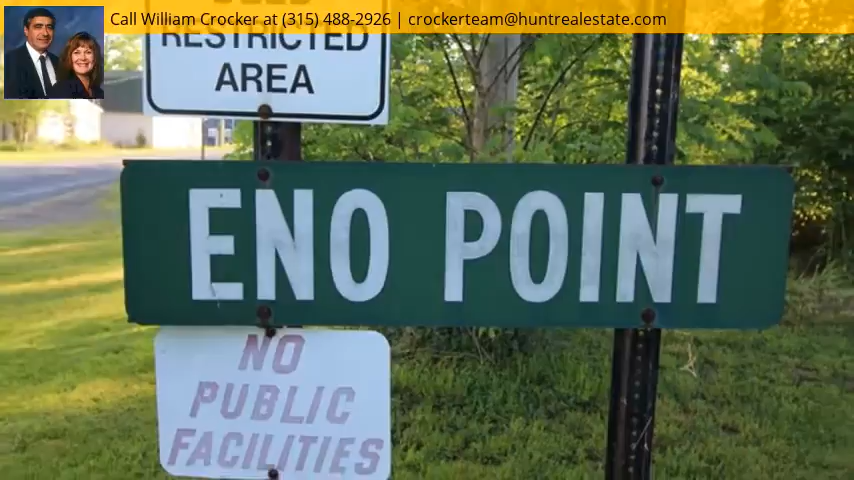 Call William Crocker at (315) 488-2926 | crockerteam@huntrealestate.com
RESTRICTED
AREA
ENO POINT
NO
PUBLIC
FACILITIES